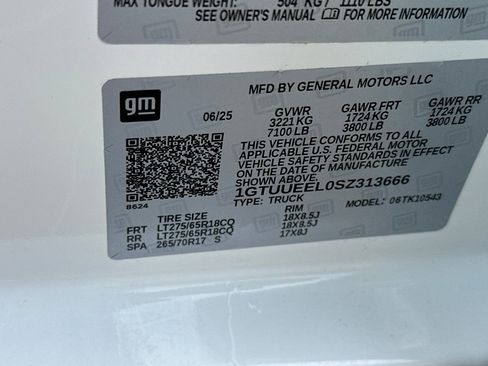 MAX TONGUE WEIGHT: 504 KG / 1110 LBS
SEE OWNER'S MANUAL FOR MORE INFORMATION
gm
MFD BY GENERAL MOTORS LLC
06/25 GVWR GAWR FRT GAWR RR
3221 KG 1724 KG 1724 KG
7100 LB 3800 LB 3800 LB
THIS VEHICLE CONFORMS TO ALL
APPLICABLE U.S. FEDERAL MOTOR
VEHICLE SAFETY STANDARDS IN EFFECT
ON THE DATE OF MANUFACTURE
SHOWN ABOVE.
1GTUUEEL0SZ313666
TYPE: TRUCK MODEL: 06TK10543
8624
TIRE SIZE RIM
FRT LT275/65R18CQ 18X8.5J
RR LT275/65R18CQ 18X8.5J
SPA 265/70R17 S 17X8J